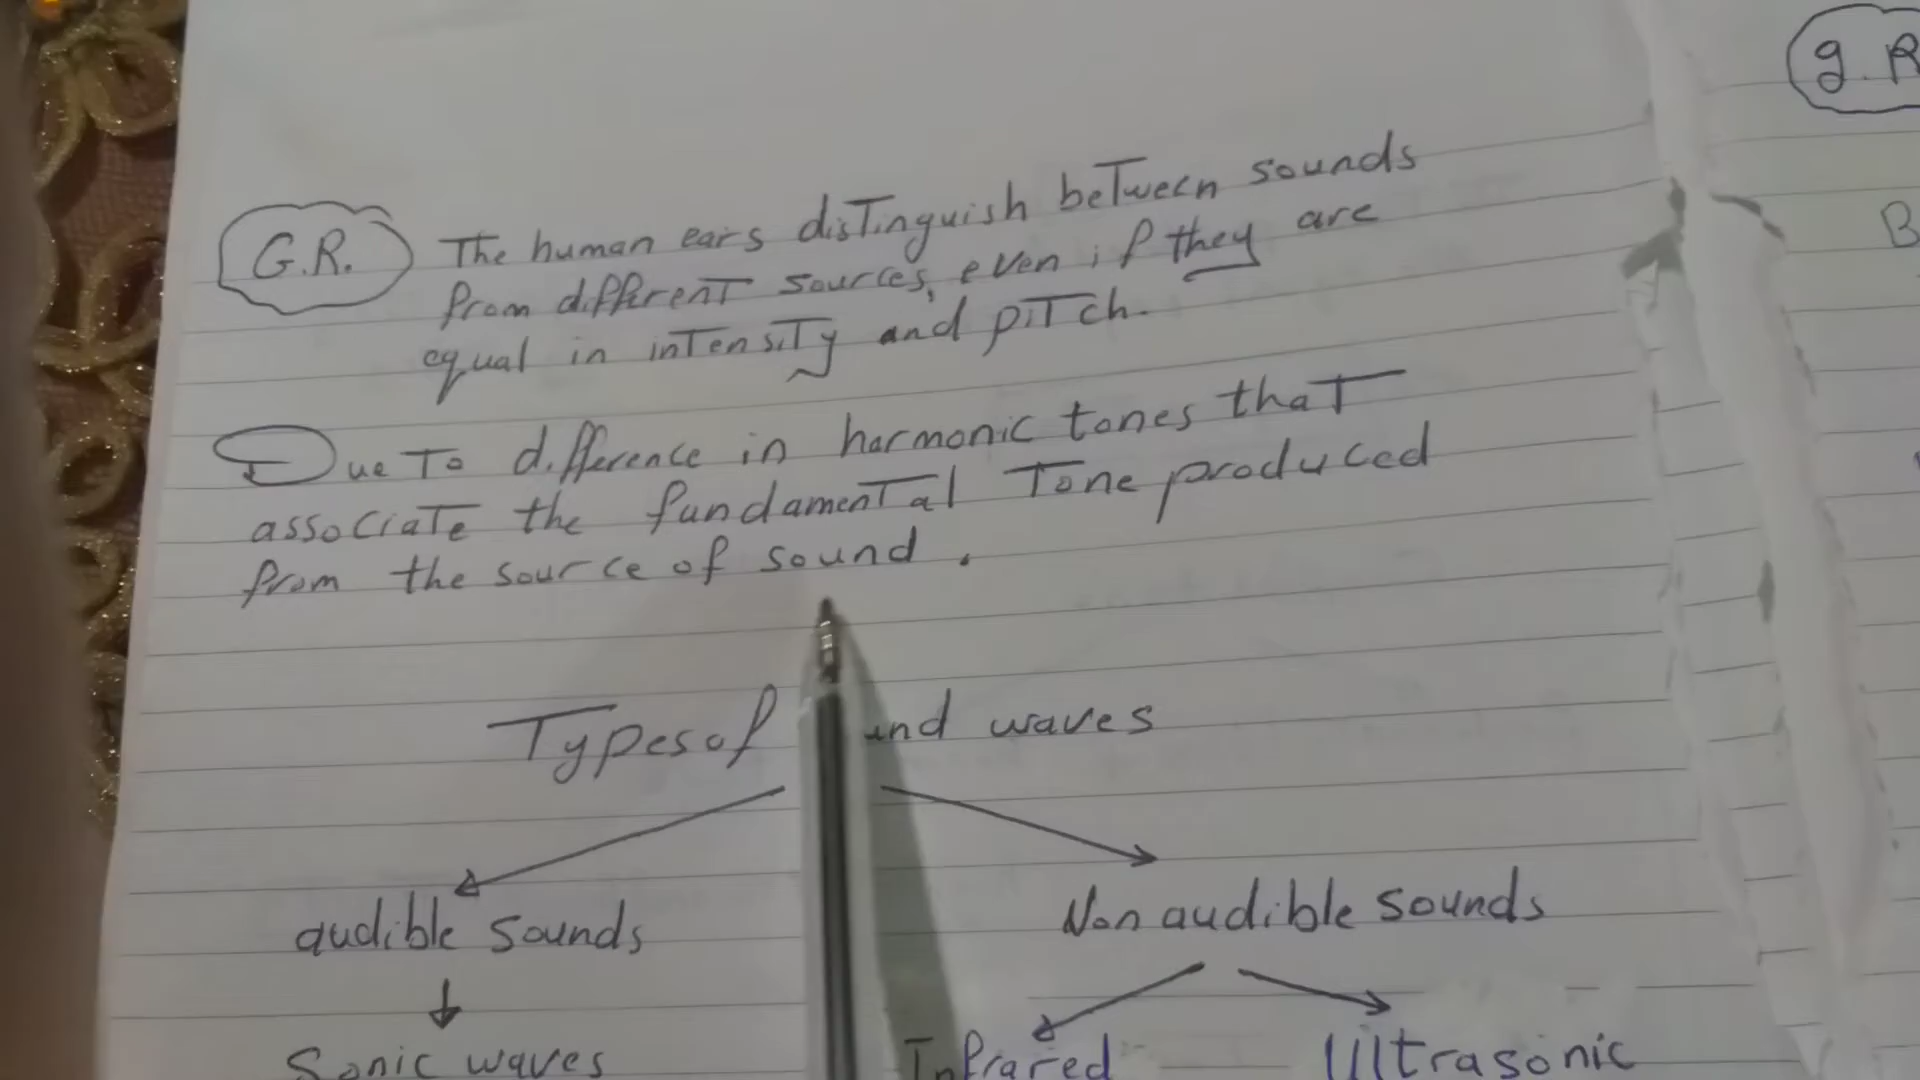 G.R. The human ears distinguish between sounds
from different sources, even if they are
equal in intensity and pitch.
Due To difference in harmonic tones that
associate the fundamental Tone produced
from the source of sound.
Types of und waves
audible sounds
Non audible sounds
Sonic waves
Infrared
Ultrasonic
g.R
B